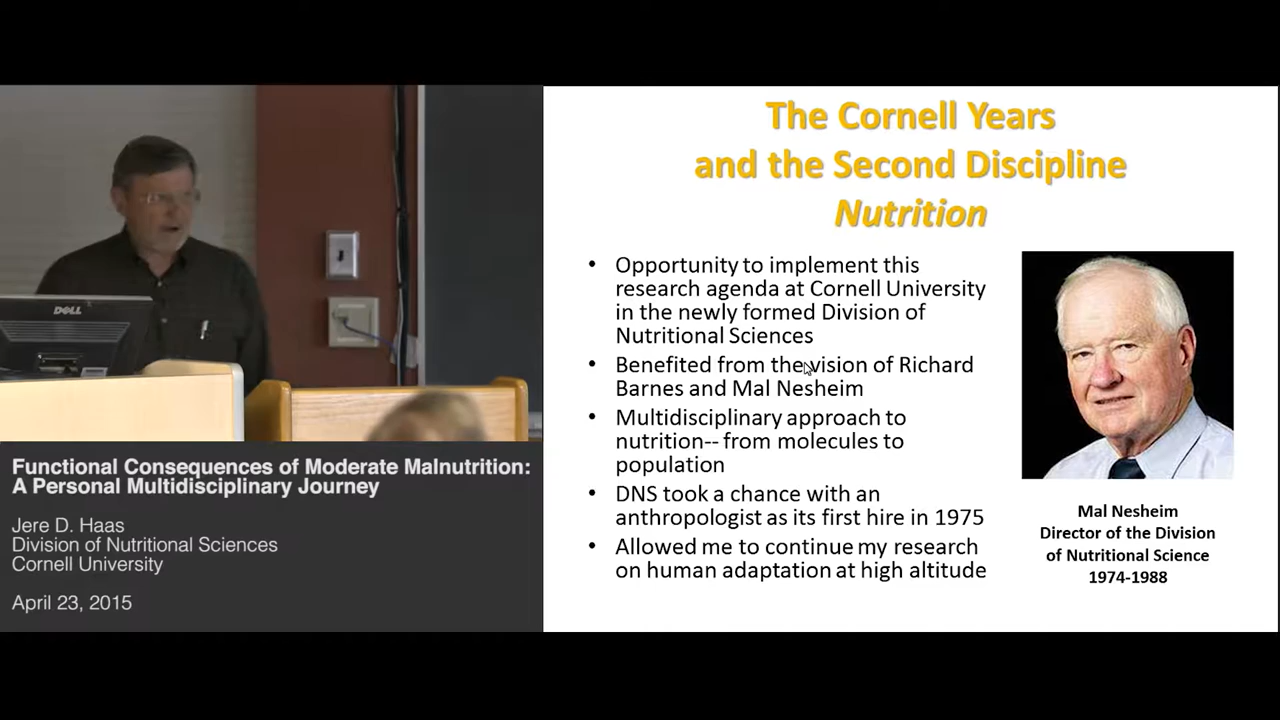 DELL
Functional Consequences of Moderate Malnutrition:
A Personal Multidisciplinary Journey
Jere D. Haas
Division of Nutritional Sciences
Cornell University
April 23, 2015
The Cornell Years
and the Second Discipline
Nutrition
• Opportunity to implement this
research agenda at Cornell University
in the newly formed Division of
Nutritional Sciences
• Benefited from the vision of Richard
Barnes and Mal Nesheim
• Multidisciplinary approach to
nutrition-- from molecules to
population
• DNS took a chance with an
anthropologist as its first hire in 1975
• Allowed me to continue my research
on human adaptation at high altitude
Mal Nesheim
Director of the Division
of Nutritional Science
1974-1988